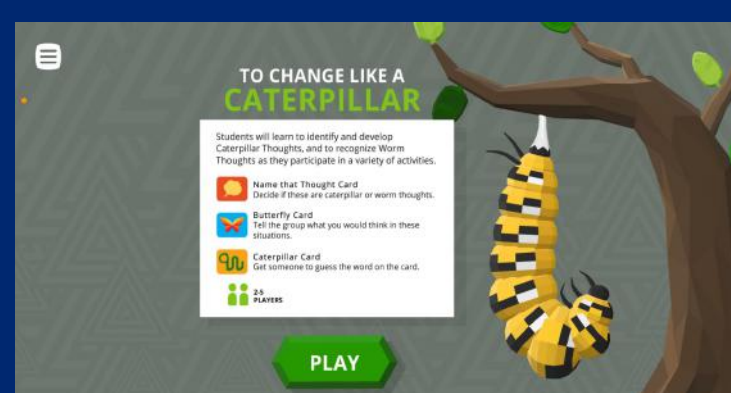 TO CHANGE LIKE A
CATERPILLAR
Students will learn to identify and develop
Caterpillar Thoughts, and to recognize Worm
Thoughts as they participate in a variety of activities.
Name that Thought Card
Decide if these are caterpillar or worm thoughts.
Butterfly Card
Tell the group what you would think in these
situations.
Caterpillar Card
Get someone to guess the word on the card.
2-5
PLAYERS
PLAY